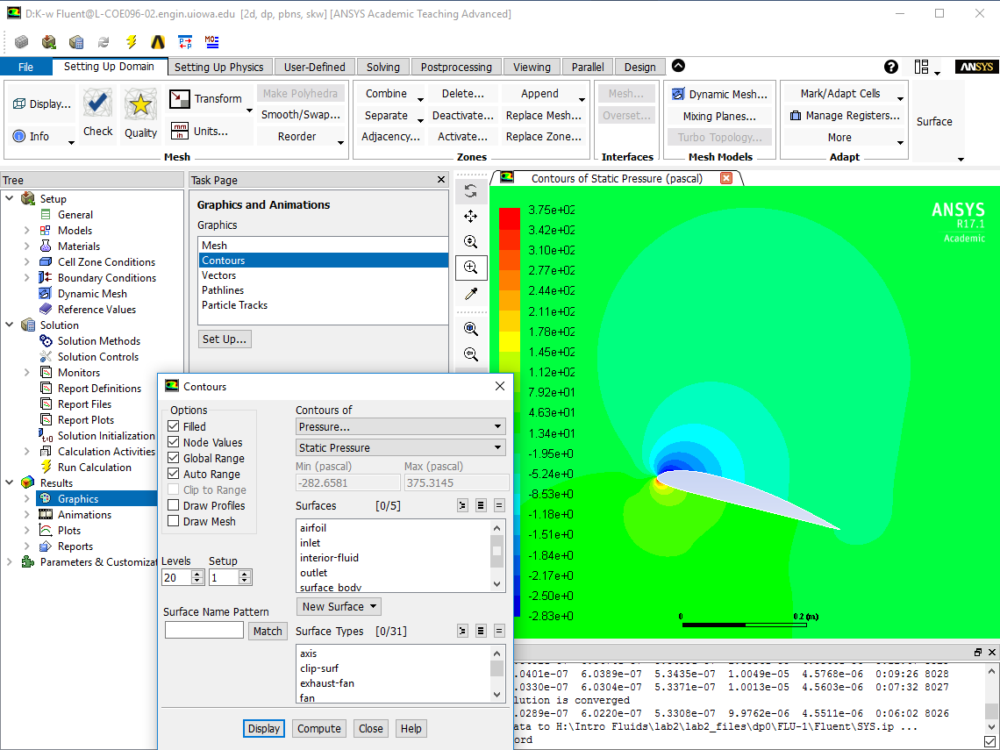 D:K-w Fluent@L-COE096-02.engin.uiowa.edu [2d, dp, pbns, skw] [ANSYS Academic Teaching Advanced]
File Setting Up Domain Setting Up Physics User-Defined Solving Postprocessing Viewing Parallel Design ANSYS
Display...
Info
Check
Quality
Transform
Units...
Make Polyhedra
Smooth/Swap...
Reorder
Mesh
Combine Delete... Append
Separate Deactivate... Replace Mesh...
Adjacency... Activate... Replace Zone...
Zones
Mesh...
Overset...
Interfaces
Dynamic Mesh...
Mixing Planes...
Turbo Topology...
Mesh Models
Mark/Adapt Cells
Manage Registers...
More
Adapt
Surface
Tree
Setup
General
Models
Materials
Cell Zone Conditions
Boundary Conditions
Dynamic Mesh
Reference Values
Solution
Solution Methods
Solution Controls
Monitors
Report Definitions
Report Files
Report Plots
Solution Initialization
Calculation Activities
Run Calculation
Results
Graphics
Animations
Plots
Reports
Parameters & Customizat
Task Page
Graphics and Animations
Graphics
Mesh
Contours
Vectors
Pathlines
Particle Tracks
Set Up...
Contours
Options
Filled
Node Values
Global Range
Auto Range
Clip to Range
Draw Profiles
Draw Mesh
Levels Setup
20 1
Surface Name Pattern
Match
Contours of
Pressure...
Static Pressure
Min (pascal) Max (pascal)
-282.6581 375.3145
Surfaces [0/5]
airfoil
inlet
interior-fluid
outlet
surface_body
New Surface
Surface Types [0/31]
axis
clip-surf
exhaust-fan
fan
Display Compute Close Help
Contours of Static Pressure (pascal)
3.75e+02
3.42e+02
3.10e+02
2.77e+02
2.44e+02
2.11e+02
1.78e+02
1.45e+02
1.12e+02
7.92e+01
4.63e+01
1.34e+01
-1.95e+0
-5.24e+0
-8.53e+0
-1.18e+0
-1.51e+0
-1.84e+0
-2.17e+0
-2.50e+0
-2.83e+0
ANSYS
R17.1
Academic
0 0.2 (m)
.0401e-07 6.0389e-07 5.3435e-07 1.0049e-05 4.5768e-06 0:09:26 8028
.0330e-07 6.0304e-07 5.3371e-07 1.0013e-05 4.5603e-06 0:07:32 8027
lution is converged
.0289e-07 6.0220e-07 5.3308e-07 9.9762e-06 4.5511e-06 0:06:02 8026
ata to H:\Intro Fluids\lab2\lab2_files\dp0\FLU-1\Fluent\SYS.ip ...
ord